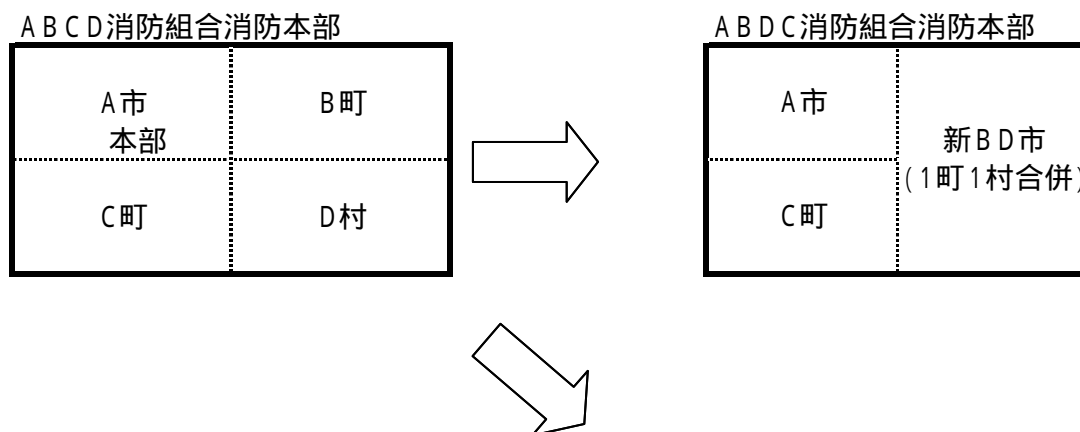 ABCD消防組合消防本部
A市
本部
B町
C町
D村
ABDC消防組合消防本部
A市
C町
新BD市
(1町1村合併)